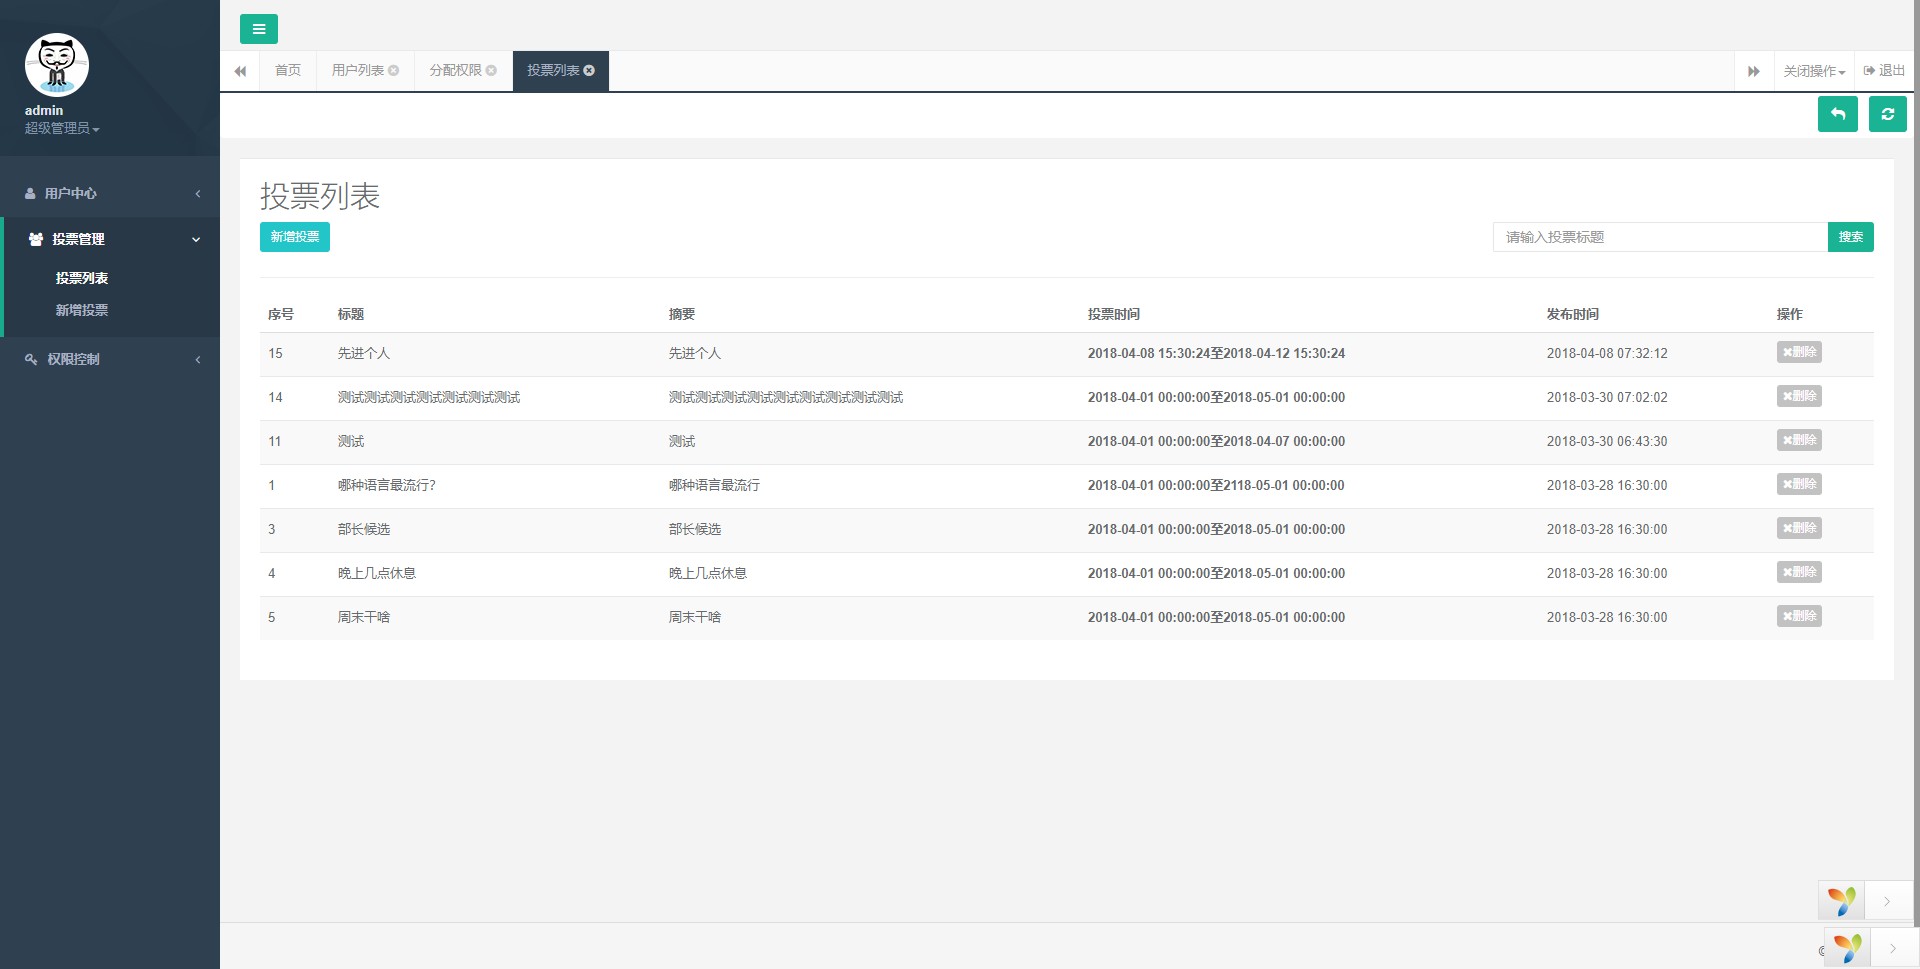 admin
超级管理员
用户中心
投票管理
投票列表
新增投票
权限控制
首页 用户列表 分配权限 投票列表 关闭操作 退出
投票列表
新增投票 请输入投票标题 搜索
序号 标题 摘要 投票时间 发布时间 操作
15 先进个人 先进个人 2018-04-08 15:30:24至2018-04-12 15:30:24 2018-04-08 07:32:12 删除
14 测试测试测试测试测试测试测试 测试测试测试测试测试测试测试测试测试 2018-04-01 00:00:00至2018-05-01 00:00:00 2018-03-30 07:02:02 删除
11 测试 测试 2018-04-01 00:00:00至2018-04-07 00:00:00 2018-03-30 06:43:30 删除
1 哪种语言最流行? 哪种语言最流行 2018-04-01 00:00:00至2118-05-01 00:00:00 2018-03-28 16:30:00 删除
3 部长候选 部长候选 2018-04-01 00:00:00至2018-05-01 00:00:00 2018-03-28 16:30:00 删除
4 晚上几点休息 晚上几点休息 2018-04-01 00:00:00至2018-05-01 00:00:00 2018-03-28 16:30:00 删除
5 周末干啥 周末干啥 2018-04-01 00:00:00至2018-05-01 00:00:00 2018-03-28 16:30:00 删除